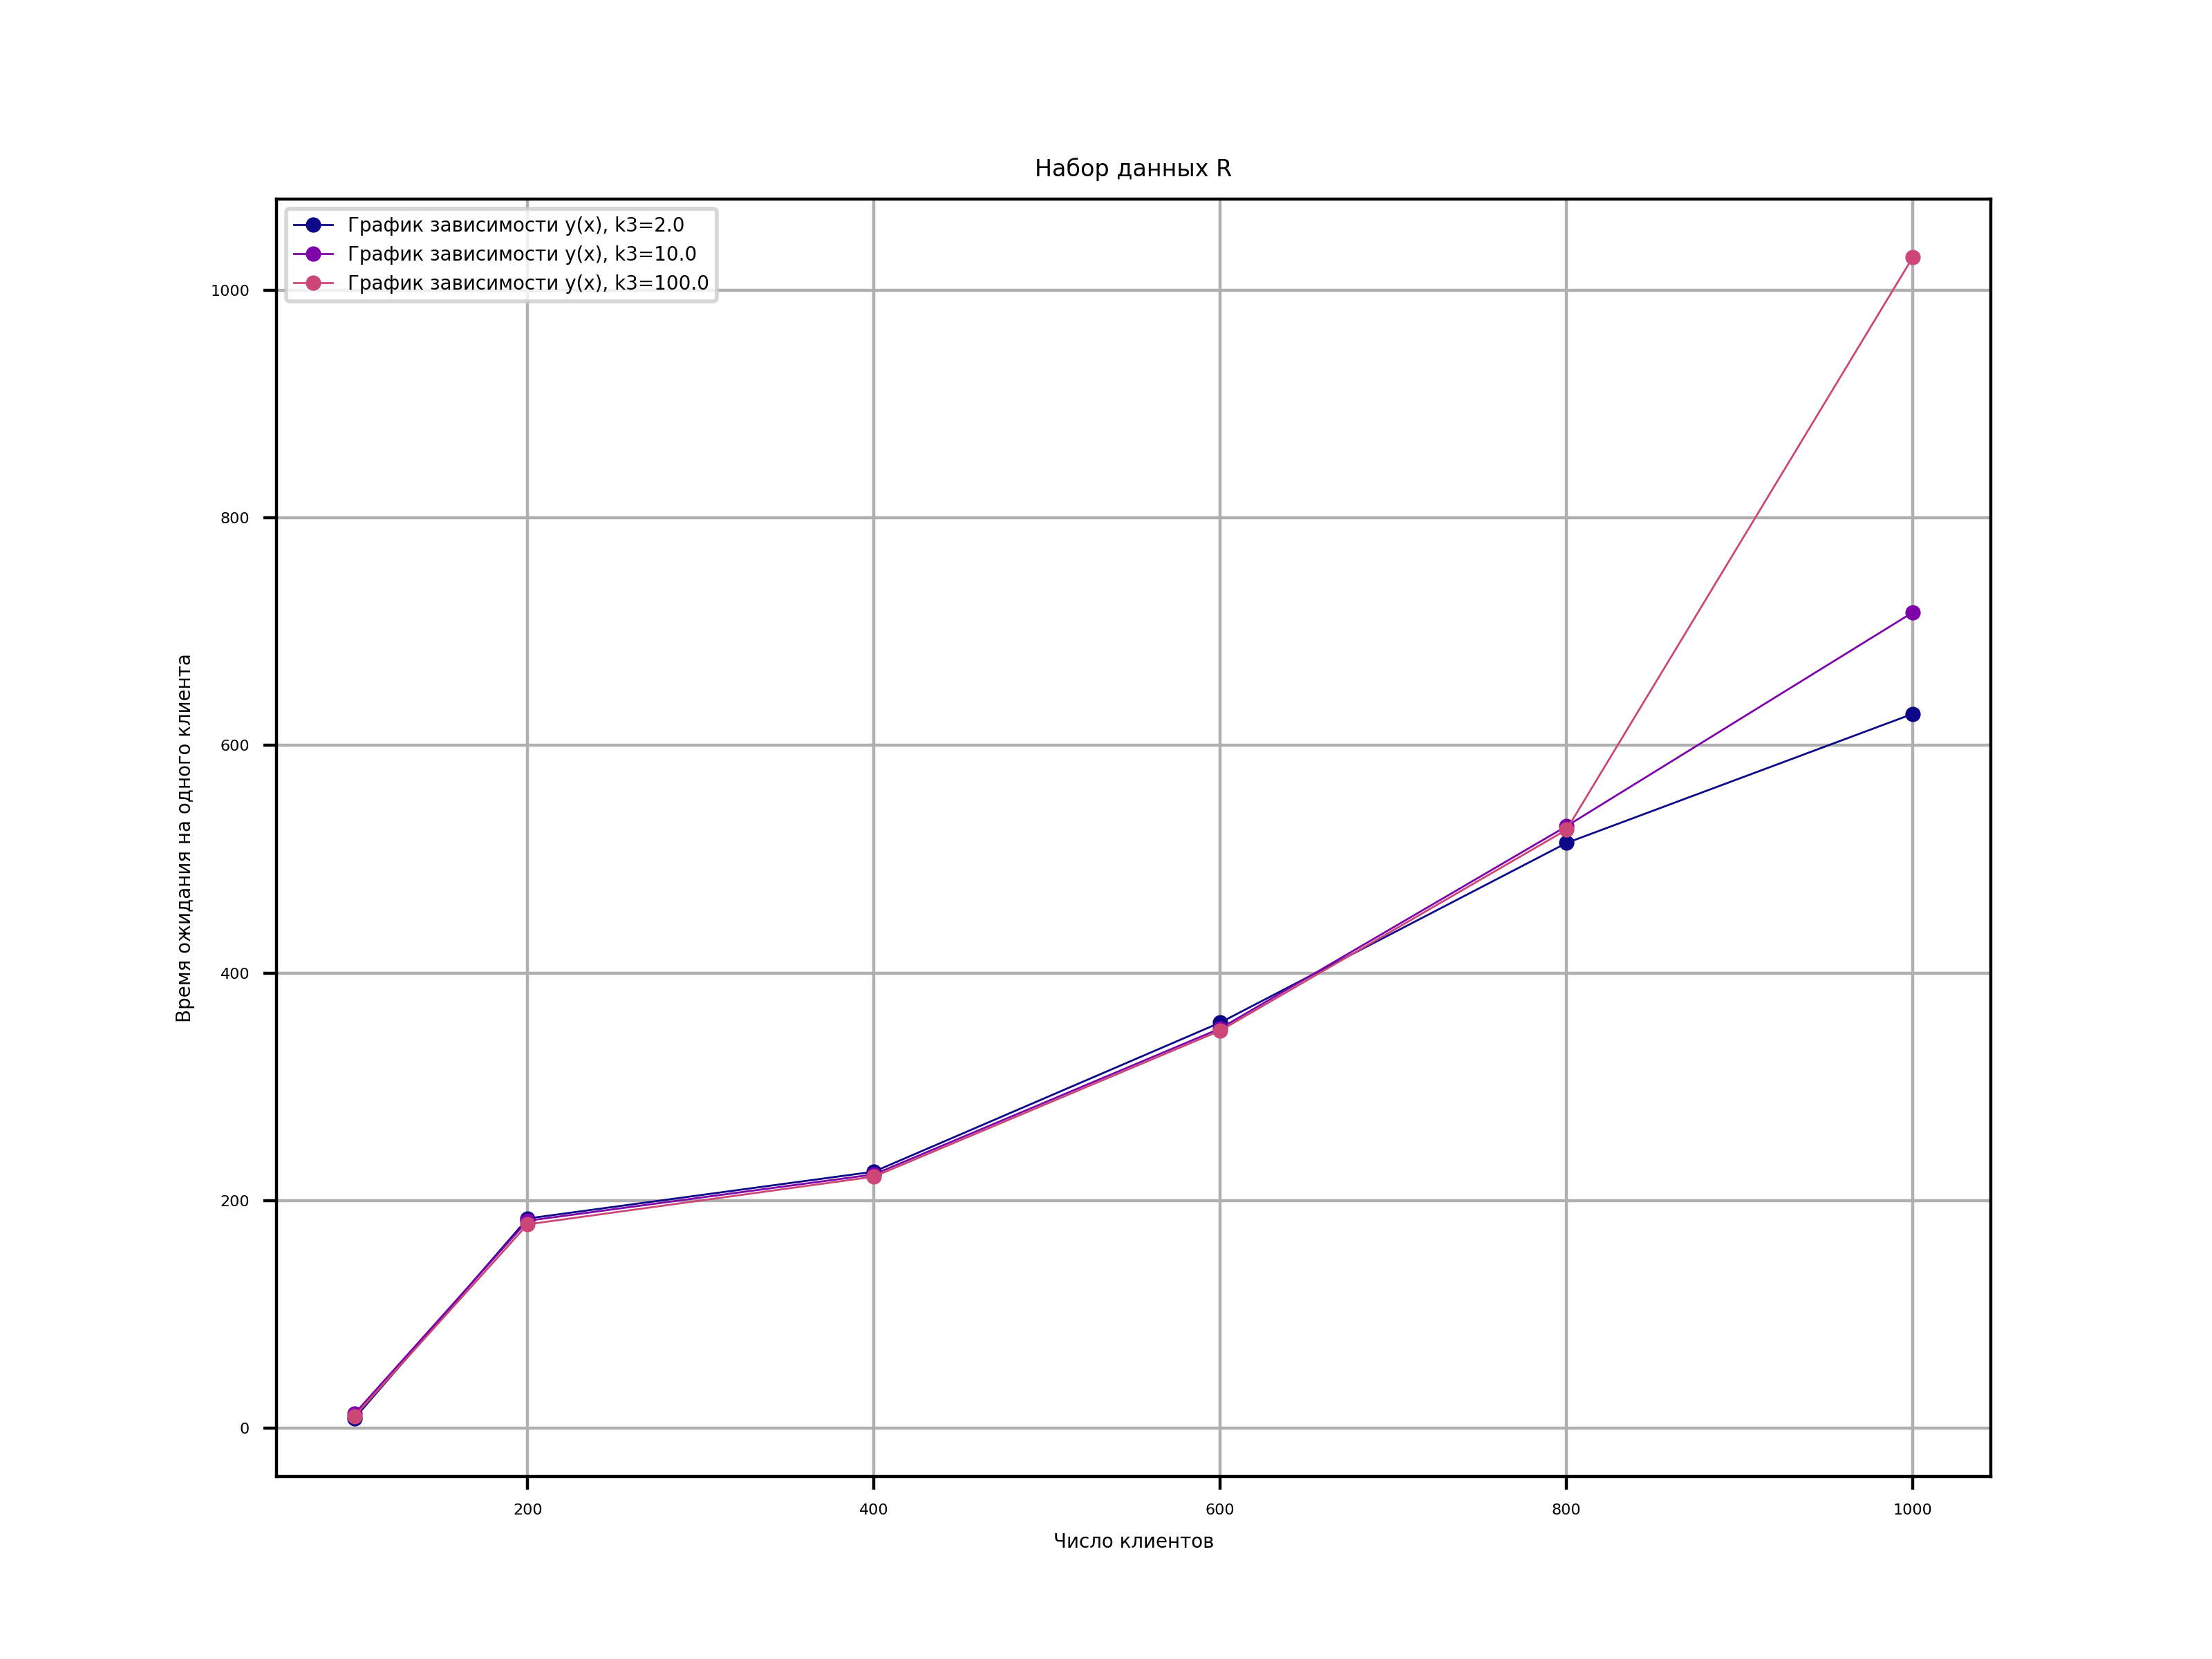 Набор данных R
График зависимости y(x), k3=2.0
График зависимости y(x), k3=10.0
График зависимости y(x), k3=100.0
1000
800
600
400
200
0
Время ожидания на одного клиента
200 400 600 800 1000
Число клиентов